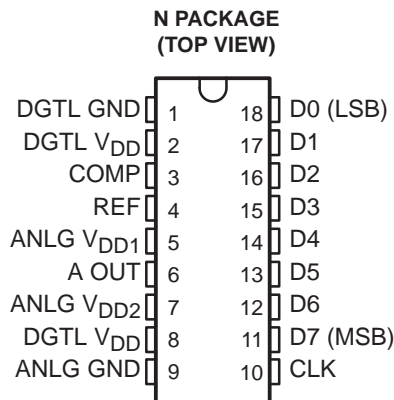 N PACKAGE
(TOP VIEW)
DGTL GND 1 18 D0 (LSB)
DGTL VDD 2 17 D1
COMP 3 16 D2
REF 4 15 D3
ANLG VDD1 5 14 D4
A OUT 6 13 D5
ANLG VDD2 7 12 D6
DGTL VDD 8 11 D7 (MSB)
ANLG GND 9 10 CLK